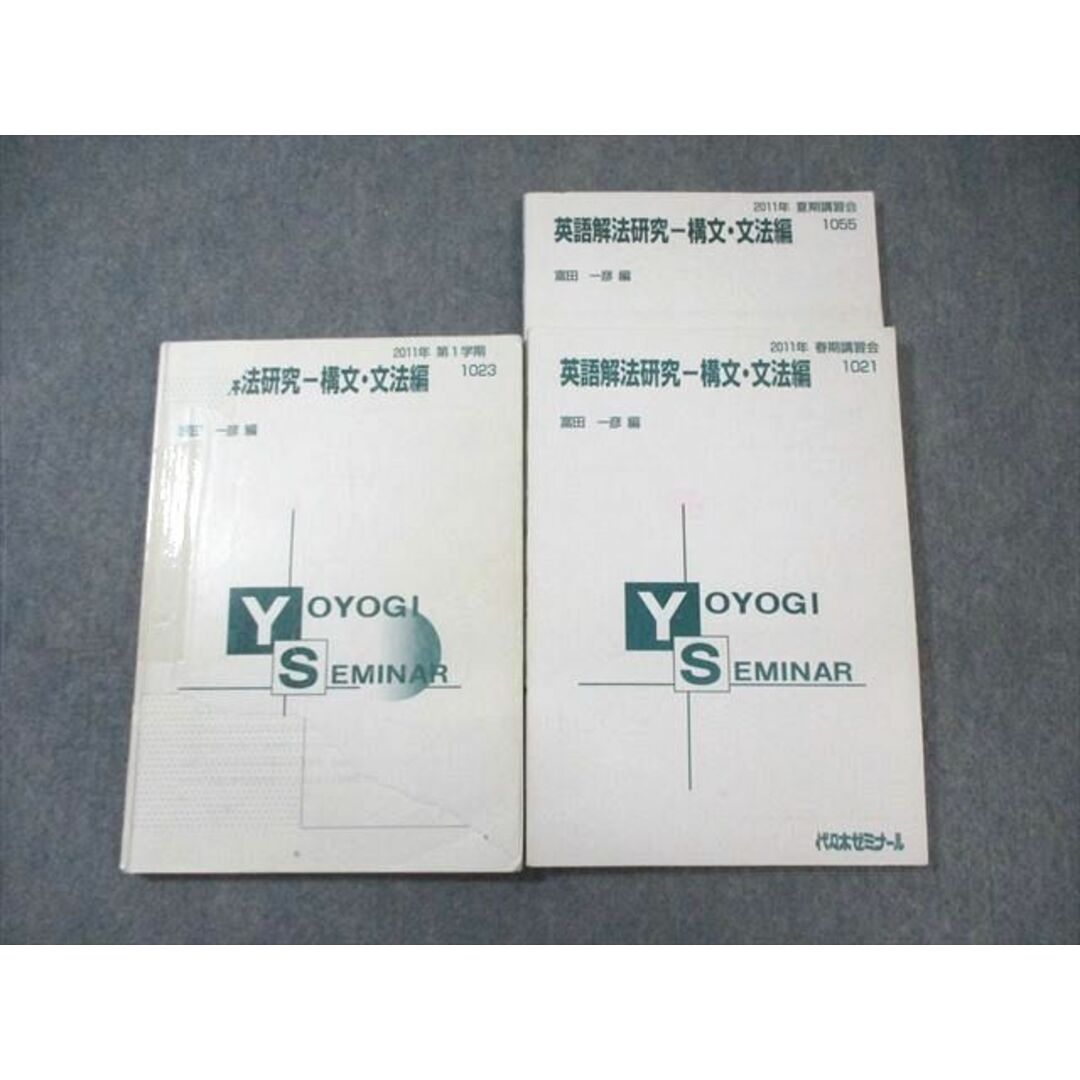 2011年 夏期講習会
英語解法研究－構文・文法編 1055
富田 一彦 編
2011年 第1学期
法研究－構文・文法編 1023
一彦 編
YOYOGI
SEMINAR
2011年 春期講習会
英語解法研究－構文・文法編 1021
富田 一彦 編
YOYOGI
SEMINAR
代々木ゼミナール